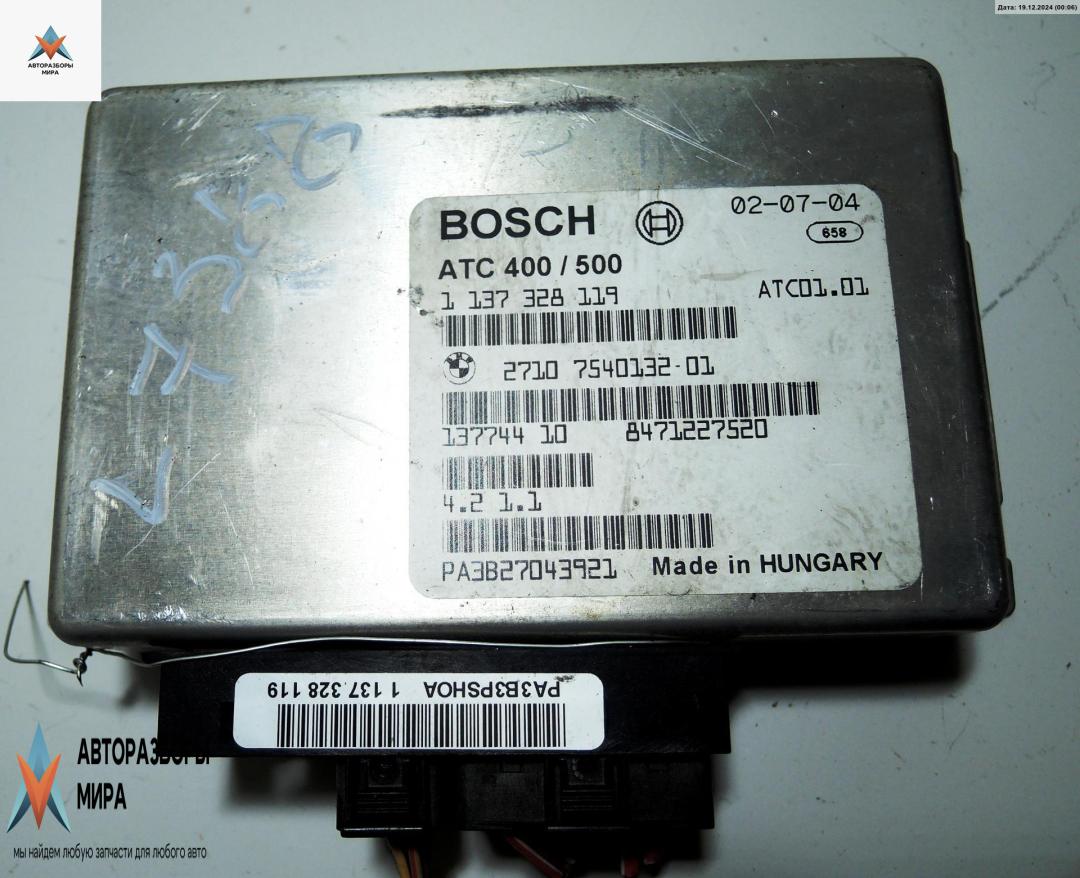 Дата: 19.12.2024 (00:06)
АВТОРАЗБОРЫ
МИРА
BOSCH
02-07-04
658
ATC 400 / 500
1 137 328 119
ATC01.01
2710 7540132-01
137744 10 8471227520
4.2 1.1
PA3B27043921
Made in HUNGARY
PA3B3PSHOA 1 137.328 119
АВТОРАЗБОРЫ
МИРА
мы найдем любую запчасти для любого авто